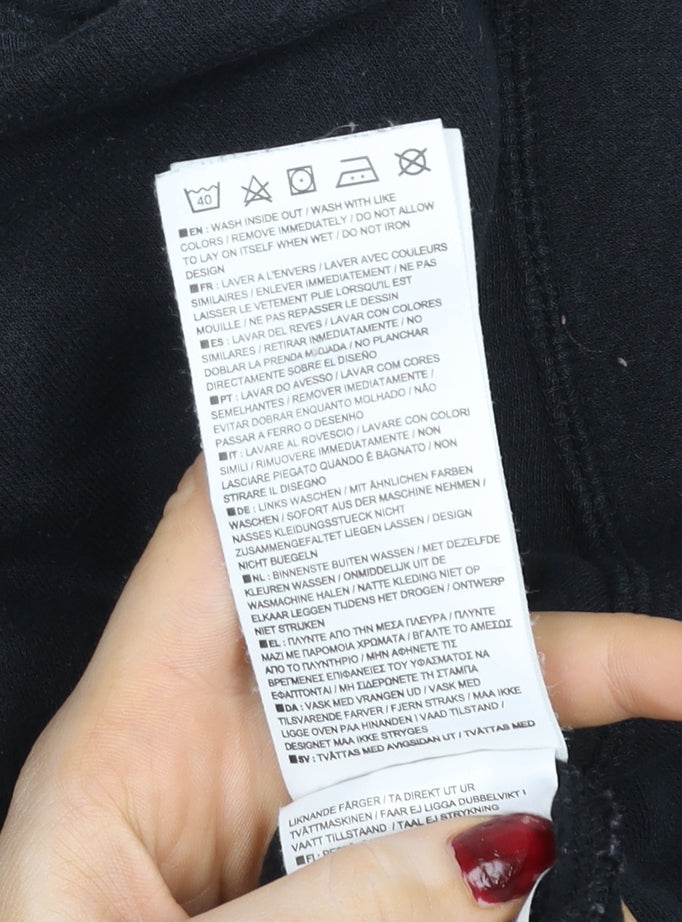 40
■EN : WASH INSIDE OUT / WASH WITH LIKE
COLORS / REMOVE IMMEDIATELY / DO NOT ALLOW
TO LAY ON ITSELF WHEN WET / DO NOT IRON
DESIGN
■FR : LAVER A L'ENVERS / LAVER AVEC COULEURS
SIMILAIRES / ENLEVER IMMEDIATEMENT / NE PAS
LAISSER LE VETEMENT PLIE LORSQU'IL EST
MOUILLE / NE PAS REPASSER LE DESSIN
■ES : LAVAR DEL REVES / LAVAR CON COLORES
SIMILARES / RETIRAR INMEDIATAMENTE / NO
DOBLAR LA PRENDA MOJADA / NO PLANCHAR
DIRECTAMENTE SOBRE EL DISEÑO
■PT : LAVAR DO AVESSO / LAVAR COM CORES
SEMELHANTES / REMOVER IMEDIATAMENTE /
EVITAR DOBRAR ENQUANTO MOLHADO / NÃO
PASSAR A FERRO O DESENHO
■IT : LAVARE AL ROVESCIO / LAVARE CON COLORI
SIMILI / RIMUOVERE IMMEDIATAMENTE / NON
LASCIARE PIEGATO QUANDO È BAGNATO / NON
STIRARE IL DISEGNO
■DE : LINKS WASCHEN / MIT ÄHNLICHEN FARBEN
WASCHEN / SOFORT AUS DER MASCHINE NEHMEN /
NASSES KLEIDUNGSSTUECK NICHT
ZUSAMMENGEFALTET LIEGEN LASSEN / DESIGN
NICHT BUEGELN
■NL : BINNENSTE BUITEN WASSEN / MET DEZELFDE
KLEUREN WASSEN / ONMIDDELIJK UIT DE
WASMACHINE HALEN / NATTE KLEDING NIET OP
ELKAAR LEGGEN TIJDENS HET DROGEN / ONTWERP
NIET STRIJKEN
■EL : ΠΛΥΝΤΕ ΑΠΟ ΤΗΝ ΜΕΣΑ ΠΛΕΥΡΑ / ΠΛΥΝΤΕ
ΜΑΖΙ ΜΕ ΠΑΡΟΜΟΙΑ ΧΡΩΜΑΤΑ / ΒΓΑΛΤΕ ΤΟ ΑΜΕΣΩΣ
ΑΠΟ ΤΟ ΠΛΥΝΤΗΡΙΟ / ΜΗΝ ΑΦΗΝΕΤΕ ΤΙΣ
ΒΡΕΓΜΕΝΕΣ ΕΠΙΦΑΝΕΙΕΣ ΤΟΥ ΥΦΑΣΜΑΤΟΣ ΝΑ
ΕΦΑΠΤΟΝΤΑΙ / ΜΗ ΣΙΔΕΡΩΝΕΤΕ ΤΗ ΣΤΑΜΠΑ
■DA : VASK MED VRANGEN UD / VASK MED
TILSVARENDE FARVER / FJERN STRAKS / MAA IKKE
LIGGE OVEN PAA HINANDEN I VAAD TILSTAND /
DESIGNET MAA IKKE STRYGES
■SV : TVÄTTAS MED AVIGSIDAN UT / TVÄTTAS MED
LIKNANDE FÄRGER / TA DIREKT UT UR
TVÄTTMASKINEN / FAAR EJ LIGGA DUBBELVIKT I
VAATT TILLSTAND / TAAL EJ STRYKNING
■FI :